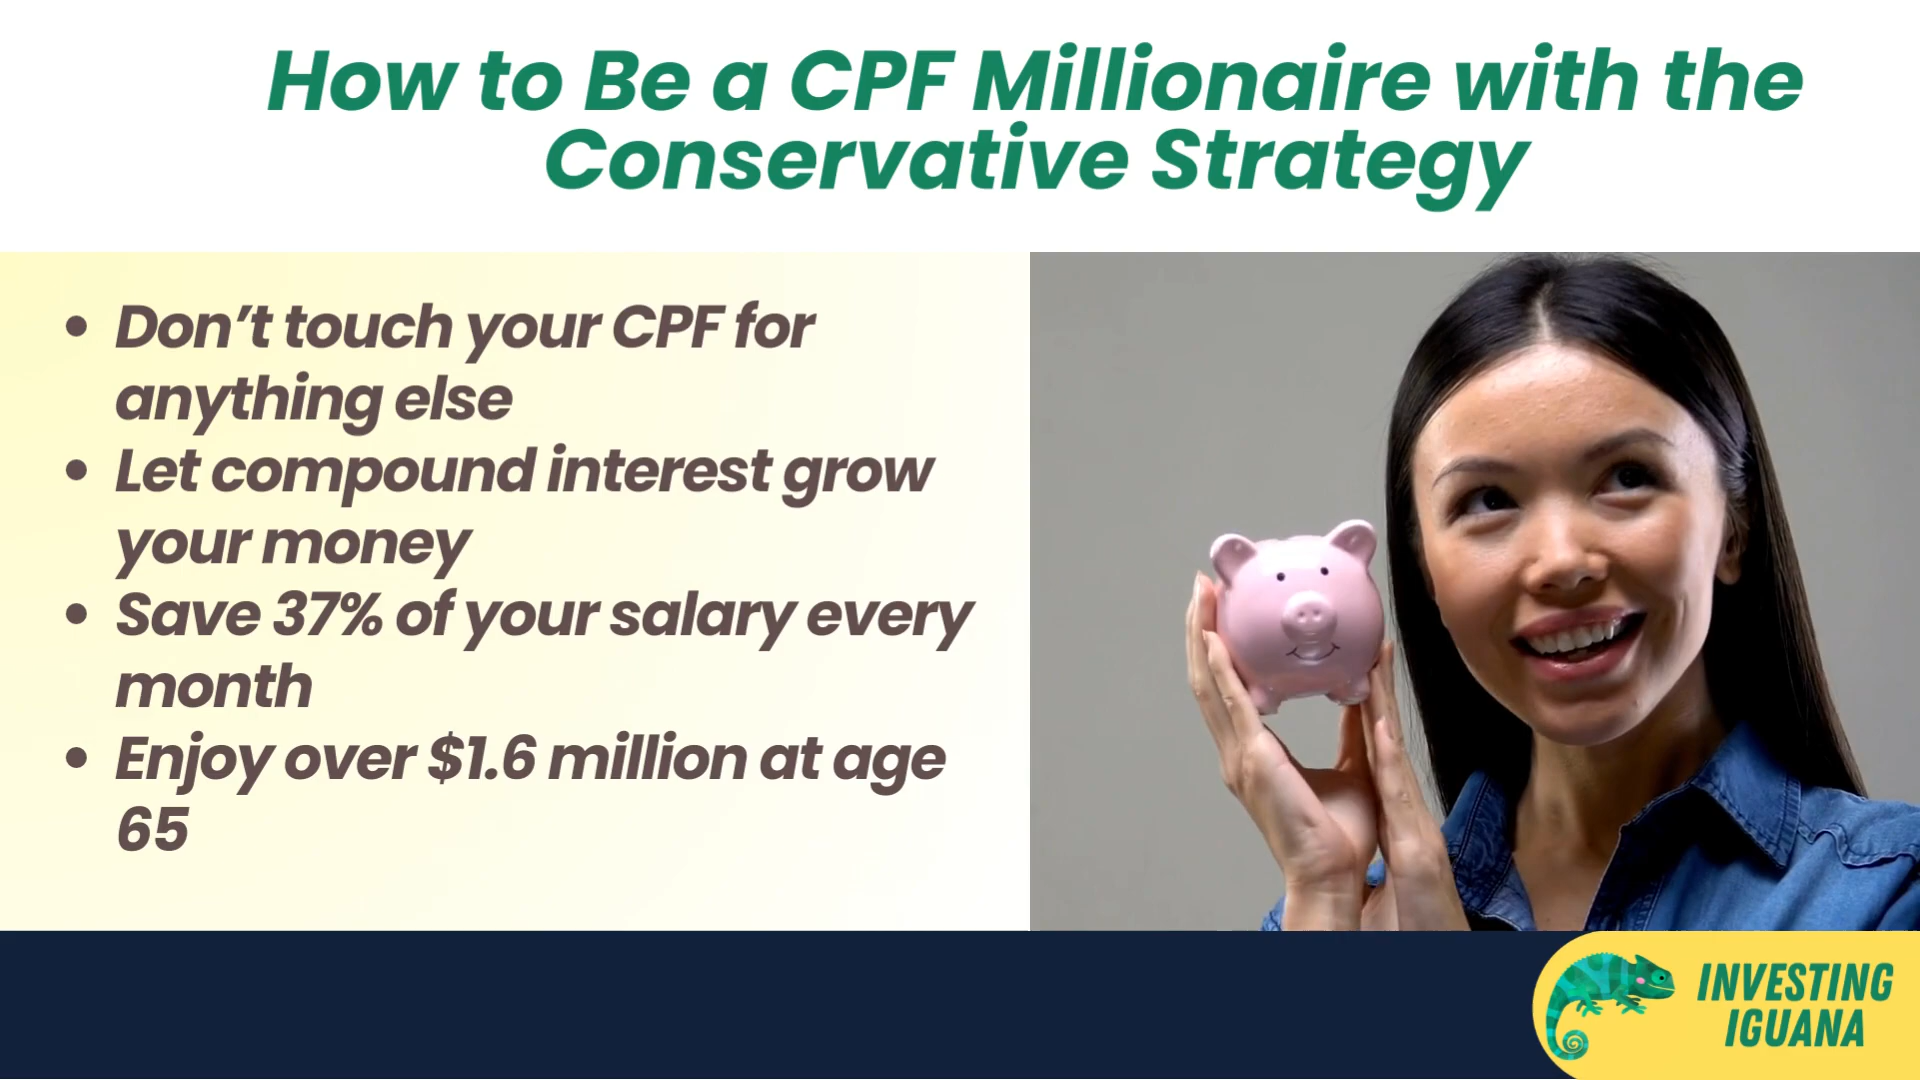 How to Be a CPF Millionaire with the
Conservative Strategy
• Don’t touch your CPF for
anything else
• Let compound interest grow
your money
• Save 37% of your salary every
month
• Enjoy over $1.6 million at age
65
INVESTING
IGUANA